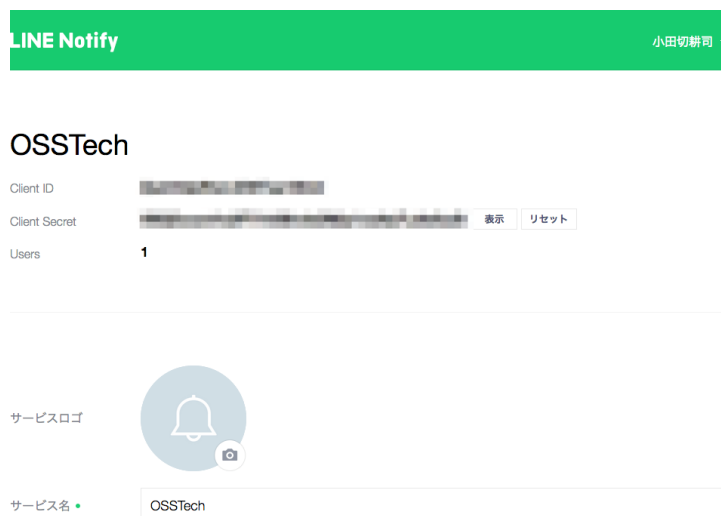 LINE Notify
小田切耕司
OSSTech
Client ID
Client Secret
表示
リセット
Users
1
サービスロゴ
サービス名
OSSTech